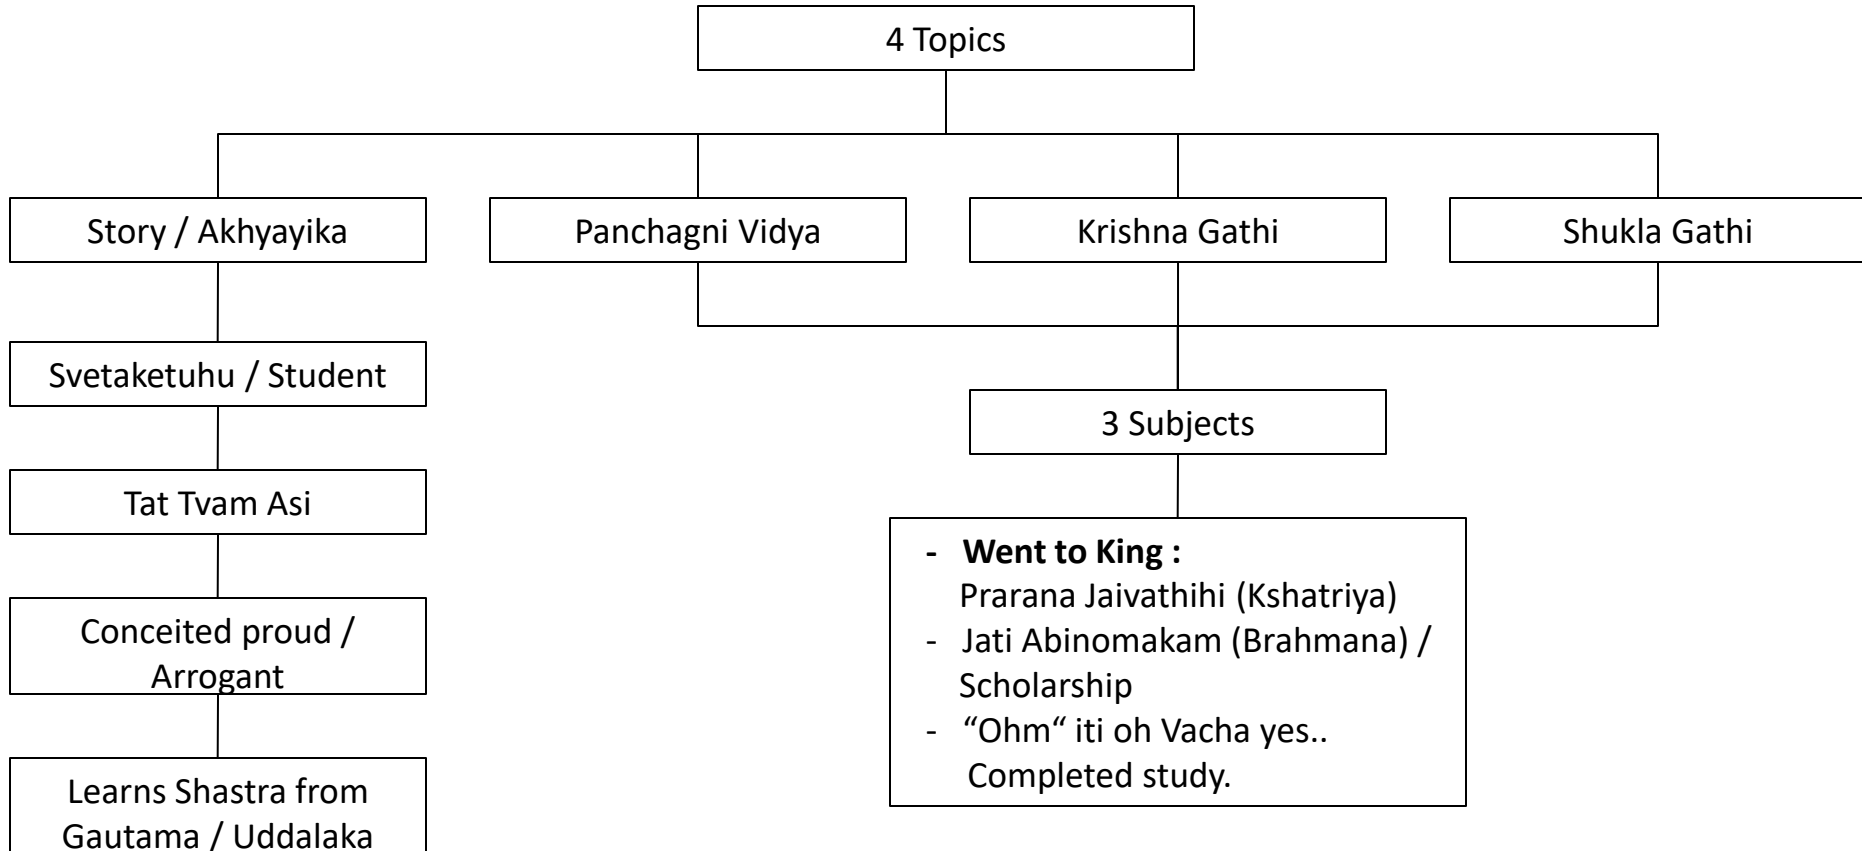 4 Topics
Story / Akhyayika
Panchagni Vidya
Krishna Gathi
Shukla Gathi
Svetaketuhu / Student
Tat Tvam Asi
Conceited proud /
Arrogant
Learns Shastra from
Gautama / Uddalaka
3 Subjects
- Went to King :
Prarana Jaivathihi (Kshatriya)
- Jati Abinomakam (Brahmana) /
Scholarship
- “Ohm“ iti oh Vacha yes..
Completed study.